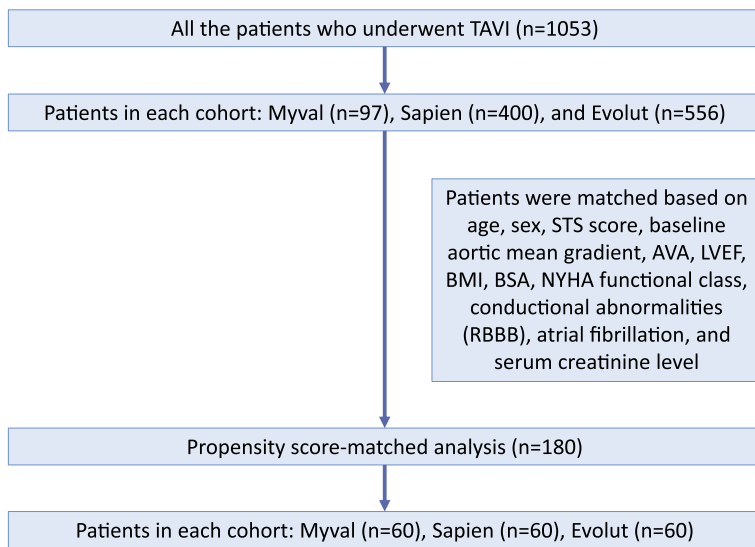 All the patients who underwent TAVI (n=1053)
Patients in each cohort: Myval (n=97), Sapien (n=400), and Evolut (n=556)
Patients were matched based on
age, sex, STS score, baseline
aortic mean gradient, AVA, LVEF,
BMI, BSA, NYHA functional class,
conductional abnormalities
(RBBB), atrial fibrillation, and
serum creatinine level
Propensity score-matched analysis (n=180)
Patients in each cohort: Myval (n=60), Sapien (n=60), Evolut (n=60)